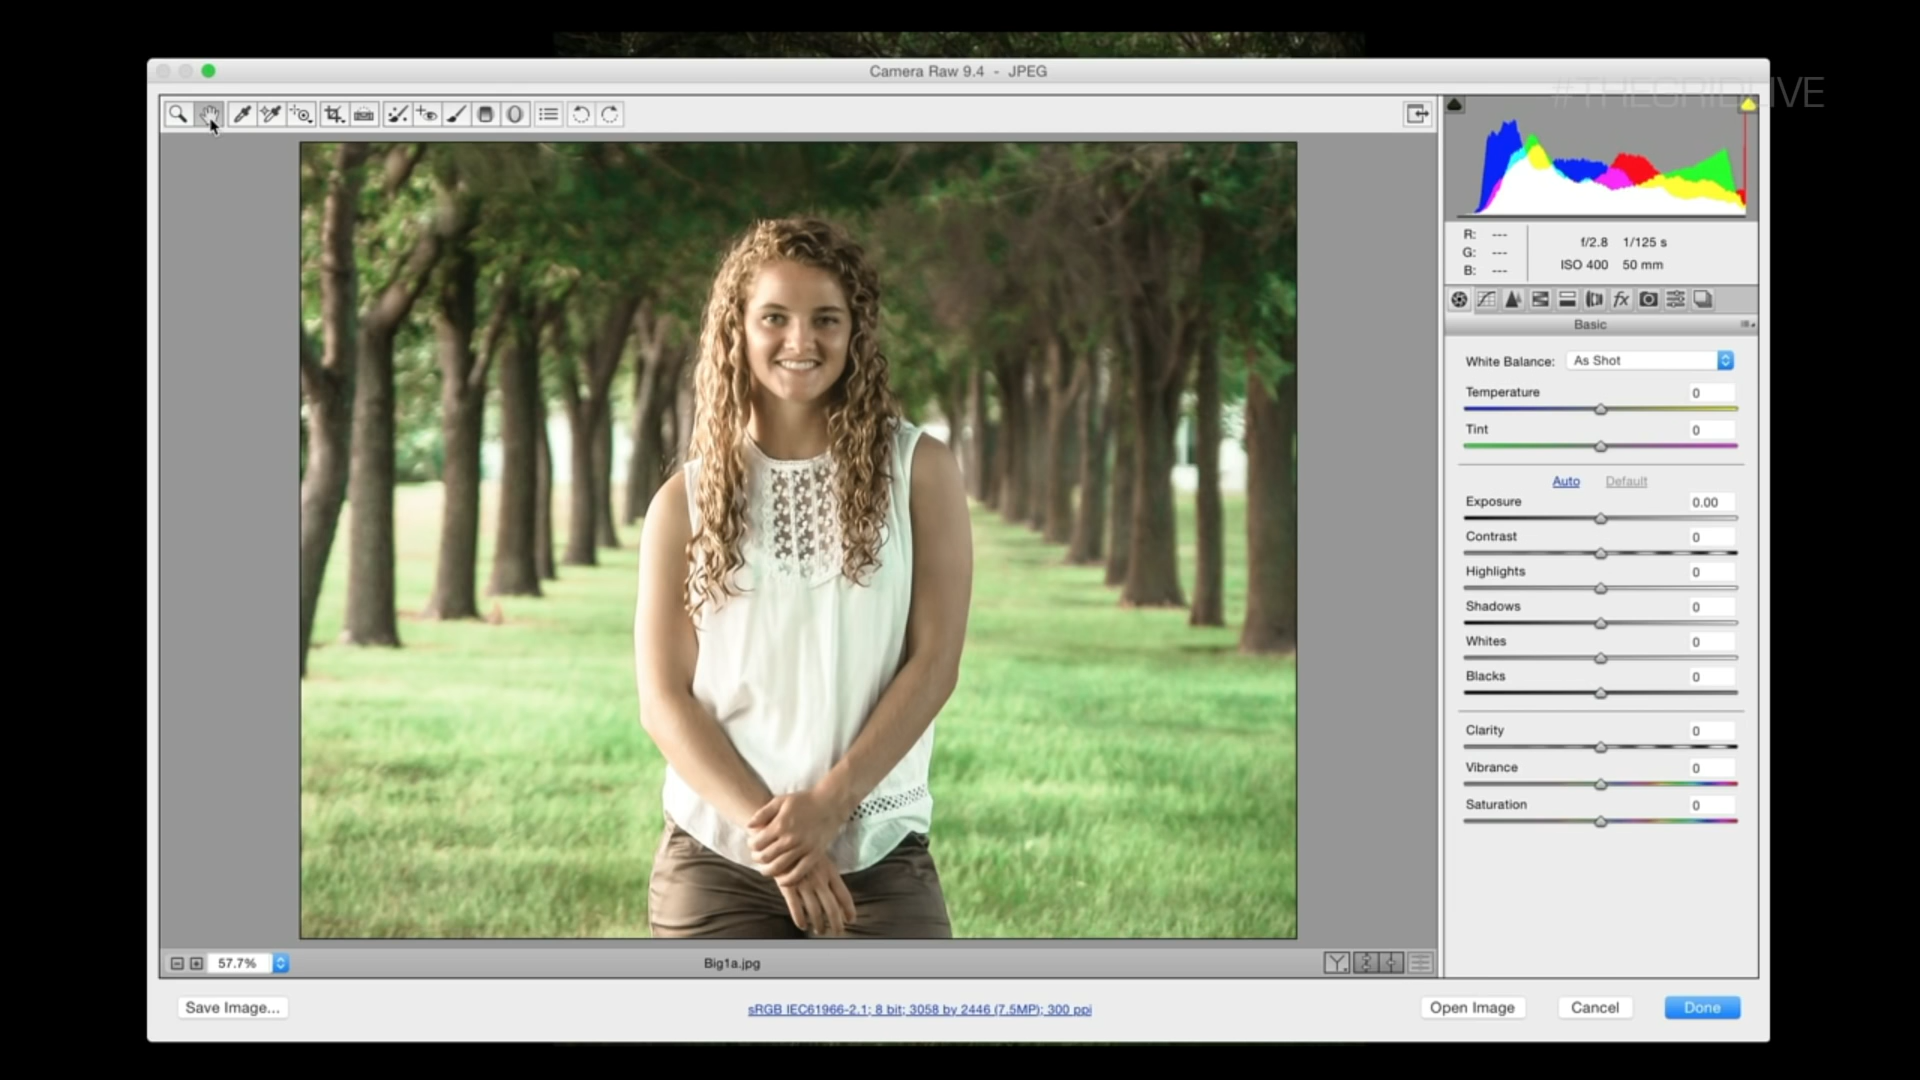 Camera Raw 9.4 - JPEG
#THEGRIDLIVE
R: ---
G: ---
B: ---
f/2.8 1/125 s
ISO 400 50 mm
fx
Basic
White Balance: As Shot
Temperature 0
Tint 0
Auto Default
Exposure 0.00
Contrast 0
Highlights 0
Shadows 0
Whites 0
Blacks 0
Clarity 0
Vibrance 0
Saturation 0
57.7%
Big1a.jpg
Y
Save Image...
sRGB IEC61966-2.1; 8 bit; 3058 by 2446 (7.5MP); 300 ppi
Open Image
Cancel
Done